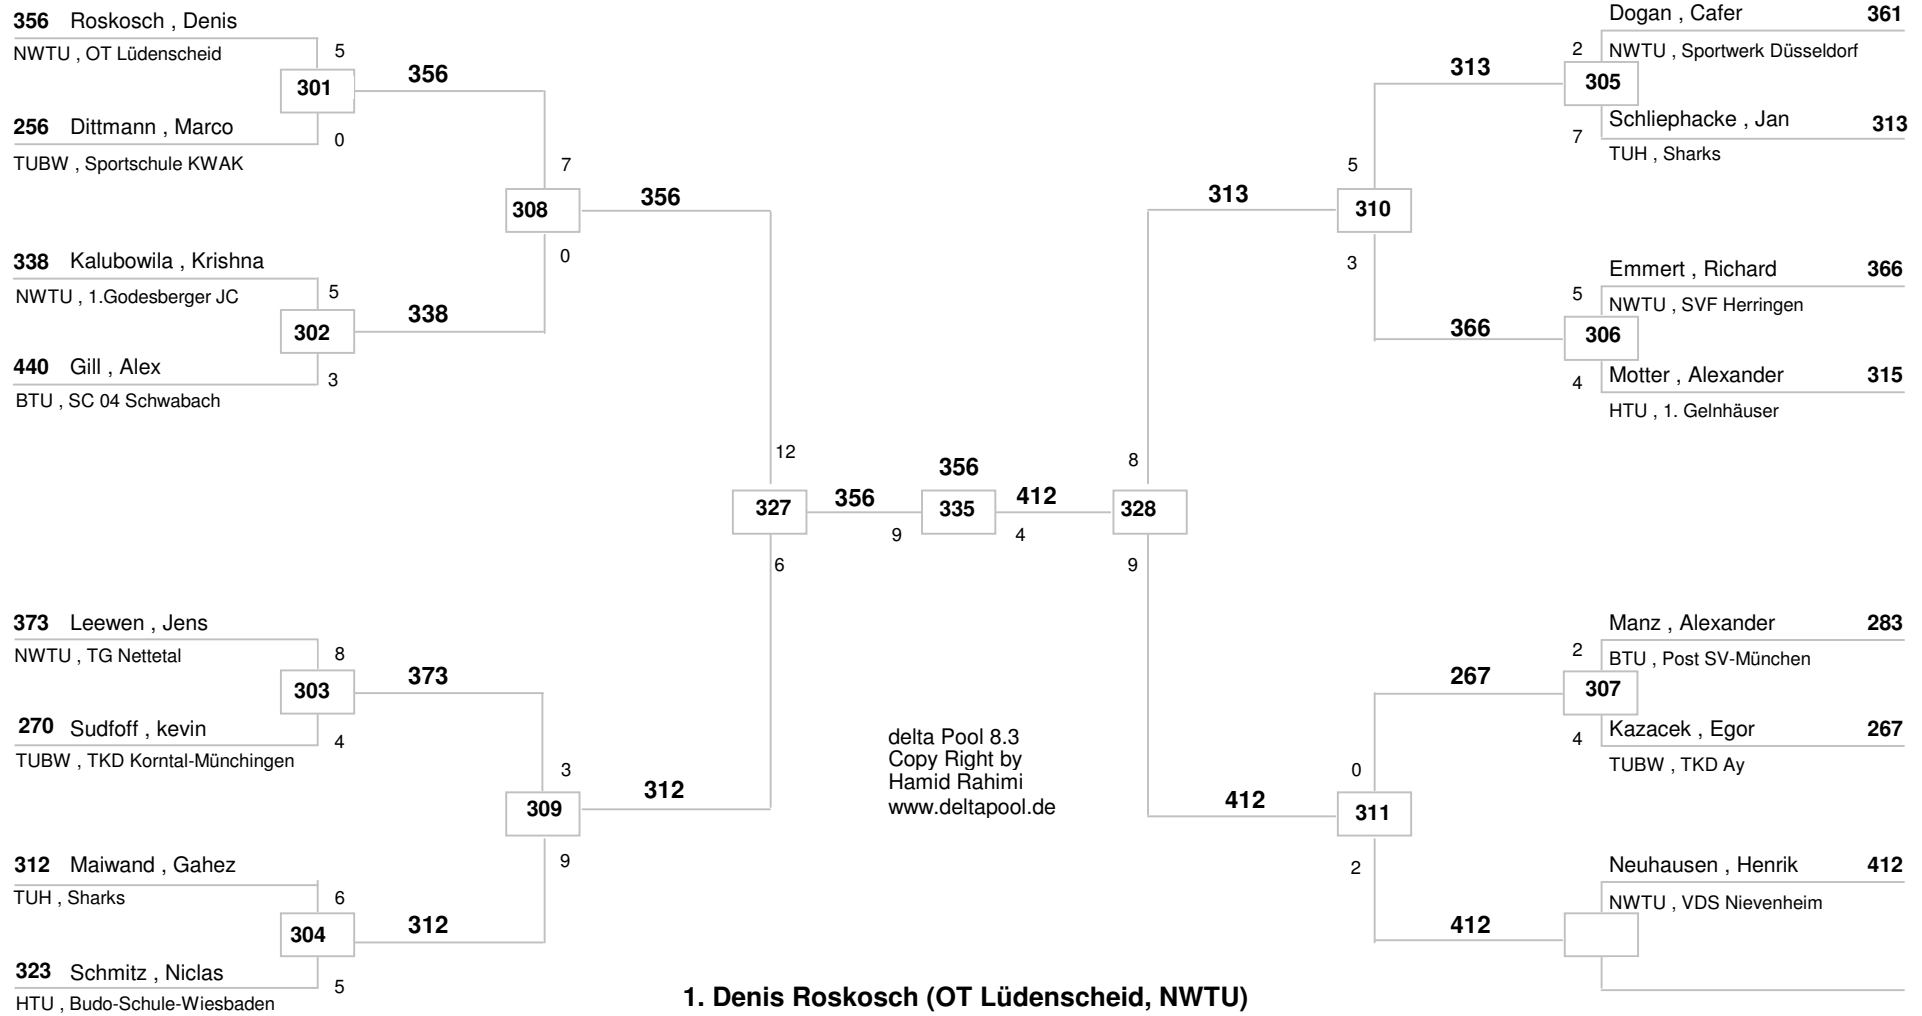 356 Roskosch , Denis
5
NWTU , OT Lüdenscheid
301
356
256 Dittmann , Marco
0
TUBW , Sportschule KWAK
7
308
356
0
338 Kalubowila , Krishna
5
NWTU , 1.Godesberger JC
302
338
440 Gill , Alex
3
BTU , SC 04 Schwabach
12
327
356
9
6
373 Leewen , Jens
8
NWTU , TG Nettetal
303
373
270 Sudfoff , kevin
4
TUBW , TKD Korntal-Münchingen
3
309
312
9
312 Maiwand , Gahez
6
TUH , Sharks
304
312
323 Schmitz , Niclas
5
HTU , Budo-Schule-Wiesbaden
356
335
412
4
delta Pool 8.3
Copy Right by
Hamid Rahimi
www.deltapool.de
Dogan , Cafer 361
2
NWTU , Sportwerk Düsseldorf
313
305
Schliephacke , Jan 313
7
TUH , Sharks
5
313
310
3
Emmert , Richard 366
5
NWTU , SVF Herringen
366
306
Motter , Alexander 315
4
HTU , 1. Gelnhäuser
8
328
9
Manz , Alexander 283
2
BTU , Post SV-München
267
307
Kazacek , Egor 267
4
TUBW , TKD Ay
0
412
311
2
Neuhausen , Henrik 412
NWTU , VDS Nievenheim
412
1. Denis Roskosch (OT Lüdenscheid, NWTU)